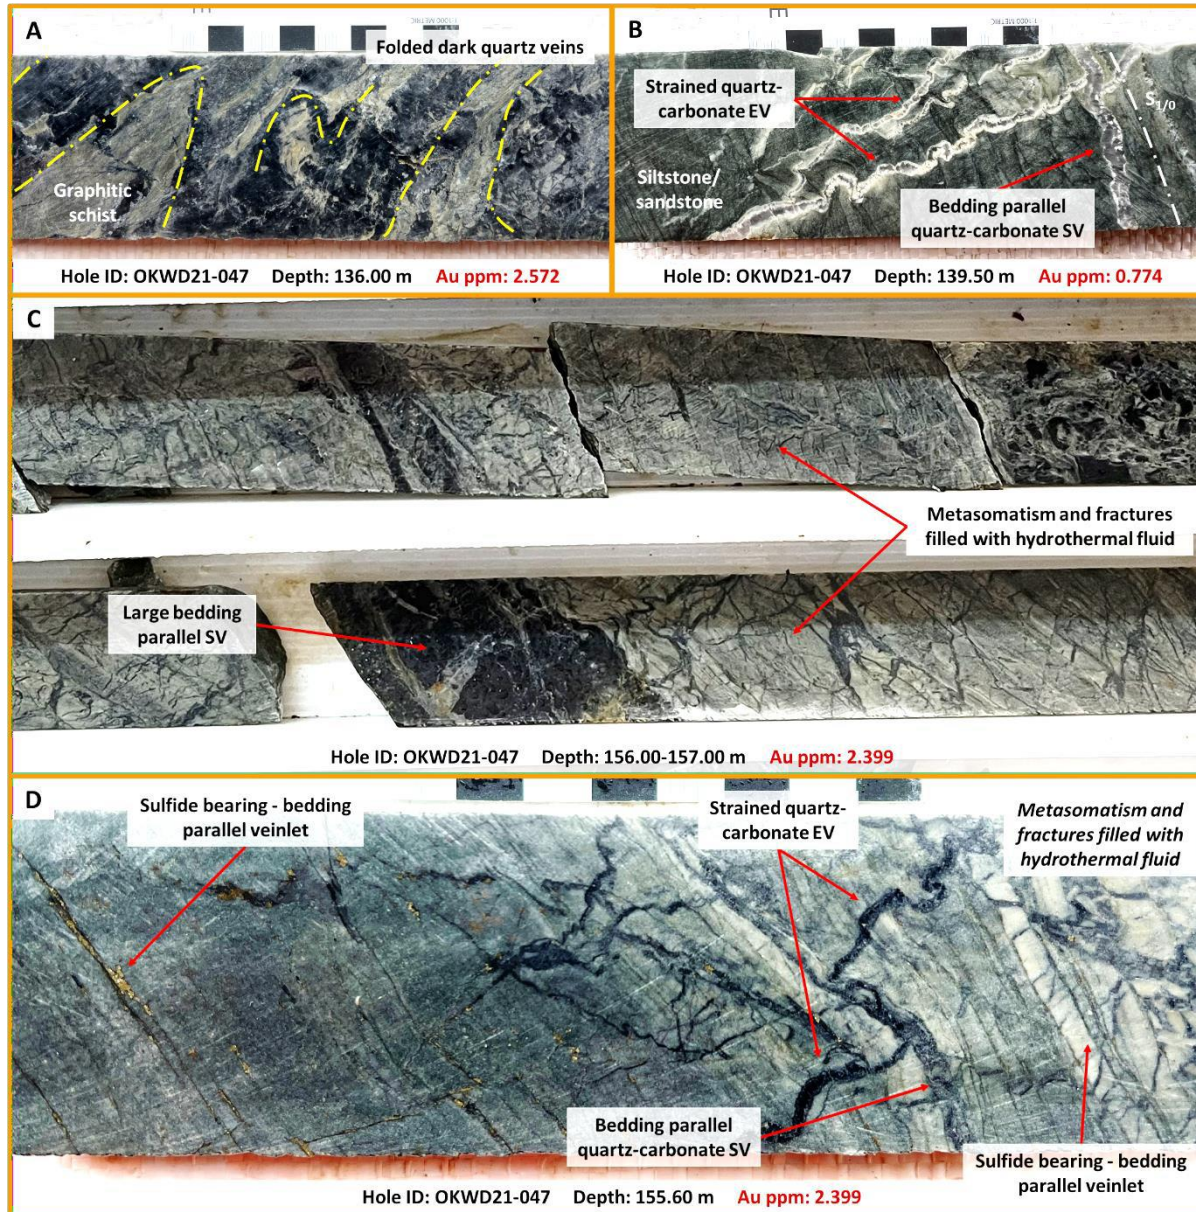 A
Folded dark quartz veins
Graphitic
schist
Hole ID: OKWD21-047 Depth: 136.00 m Au ppm: 2.572
B
Strained quartz-
carbonate EV
S1/0
Siltstone/
sandstone
Bedding parallel
quartz-carbonate SV
Hole ID: OKWD21-047 Depth: 139.50 m Au ppm: 0.774
C
Metasomatism and fractures
filled with hydrothermal fluid
Large bedding
parallel SV
Hole ID: OKWD21-047 Depth: 156.00-157.00 m Au ppm: 2.399
D
Sulfide bearing - bedding
parallel veinlet
Strained quartz-
carbonate EV
Metasomatism and
fractures filled with
hydrothermal fluid
Bedding parallel
quartz-carbonate SV
Sulfide bearing - bedding
parallel veinlet
Hole ID: OKWD21-047 Depth: 155.60 m Au ppm: 2.399